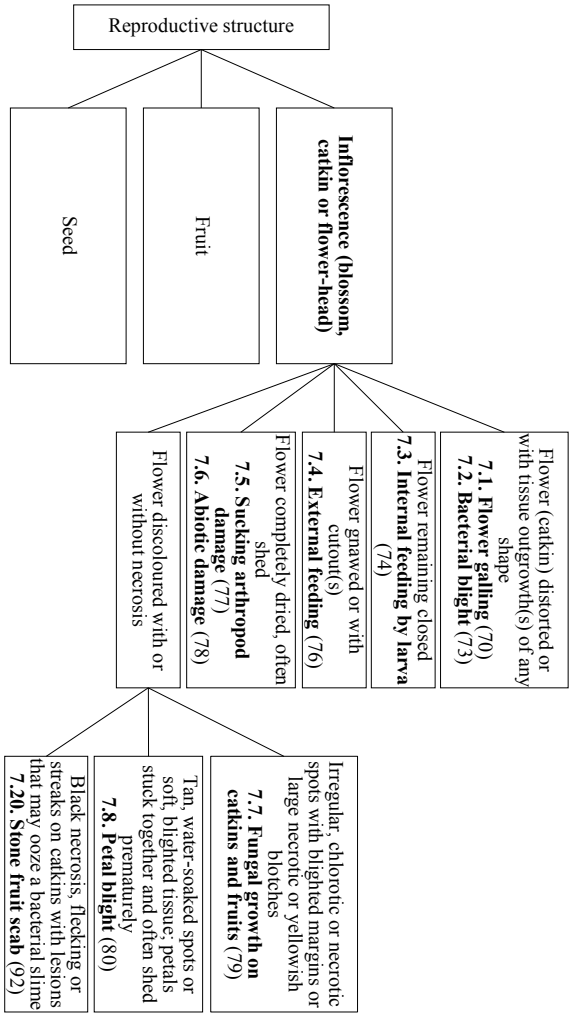 Reproductive structure
Inflorescence (blossom,
catkin or flower-head)
Fruit
Seed
Flower (catkin) distorted or
with tissue outgrowth(s) of any
shape
7.1. Flower galling (70)
7.2. Bacterial blight (73)
Flower remaining closed
7.3. Internal feeding by larva
(74)
Flower gnawed or with
cutout(s)
7.4. External feeding (76)
Flower completely dried, often
shed
7.5. Sucking arthropod
damage (77)
7.6. Abiotic damage (78)
Flower discoloured with or
without necrosis
Irregular, chlorotic or necrotic
spots with blighted margins or
large necrotic or yellowish
blotches
7.7. Fungal growth on
catkins and fruits (79)
Tan, water-soaked spots or
soft, blighted tissue; petals
stuck together and often shed
prematurely
7.8. Petal blight (80)
Black necrosis, flecking or
streaks on catkins with lesions
that may ooze a bacterial slime
7.20. Stone fruit scab (92)